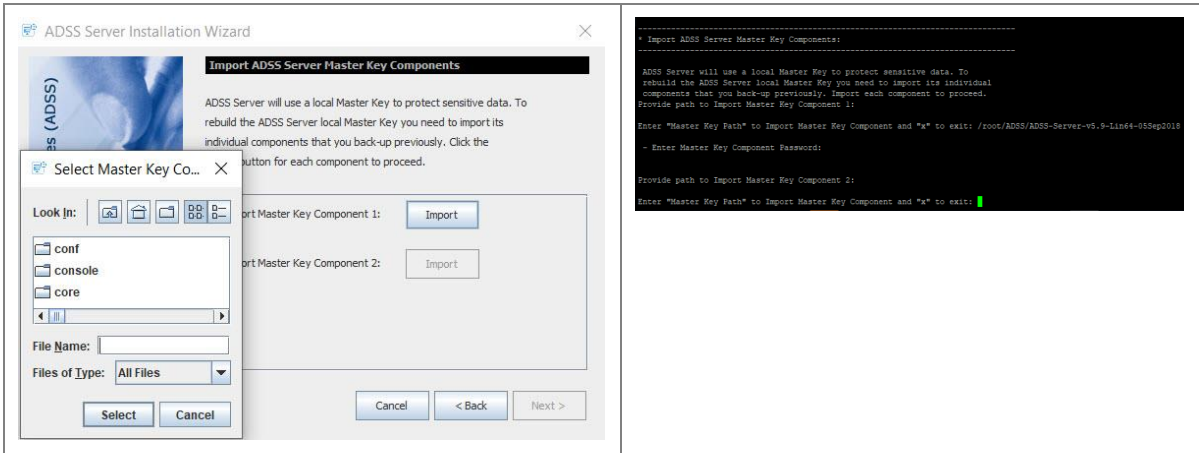 ADSS Server Installation Wizard
Import ADSS Server Master Key Components
es (ADSS)
ADSS Server will use a local Master Key to protect sensitive data. To
rebuild the ADSS Server local Master Key you need to import its
individual components that you back-up previously. Click the
button for each component to proceed.
Select Master Key Co...
Look In:
conf
console
core
File Name:
Files of Type: All Files
Select Cancel
ort Master Key Component 1: Import
ort Master Key Component 2: Import
Cancel < Back Next >
* Import ADSS Server Master Key Components:
ADSS Server will use a local Master Key to protect sensitive data. To
rebuild the ADSS Server local Master Key you need to import its individual
components that you back-up previously. Import each component to proceed.
Provide path to Import Master Key Component 1:
Enter "Master Key Path" to Import Master Key Component and "x" to exit: /root/ADSS/ADSS-Server-v5.9-Lin64-05Sep2018
- Enter Master Key Component Password:
Provide path to Import Master Key Component 2:
Enter "Master Key Path" to Import Master Key Component and "x" to exit: